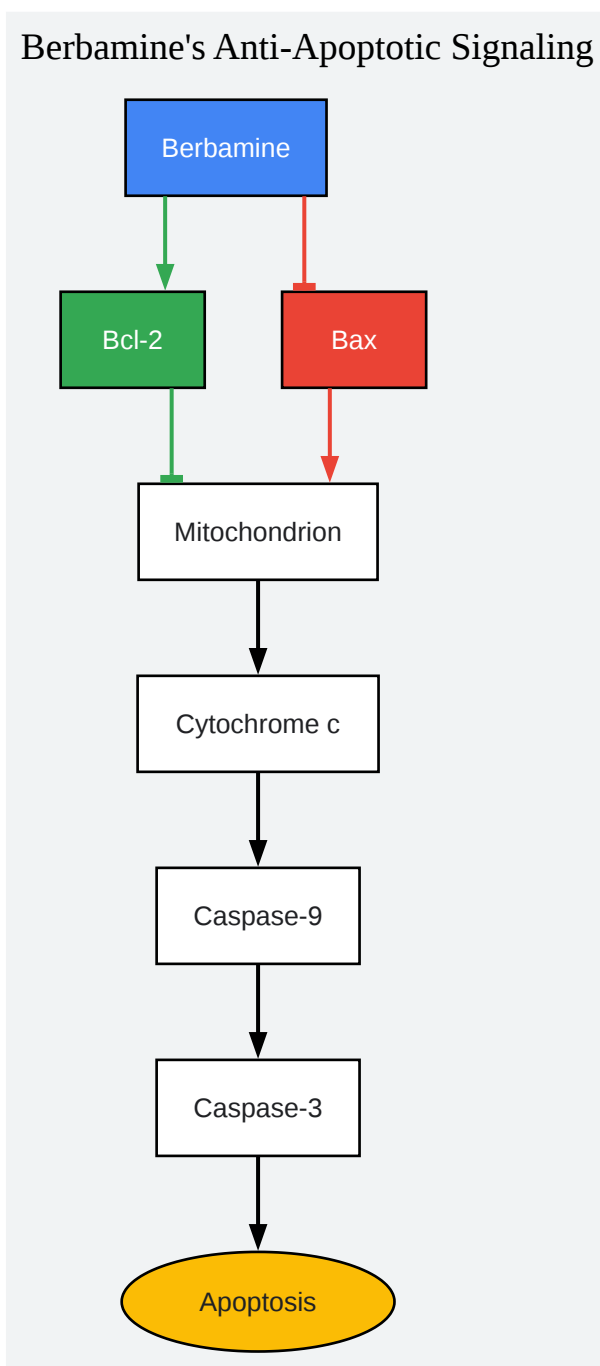 Berbamine's Anti-Apoptotic Signaling
Berbamine
Bcl-2
Bax
Mitochondrion
Cytochrome c
Caspase-9
Caspase-3
Apoptosis